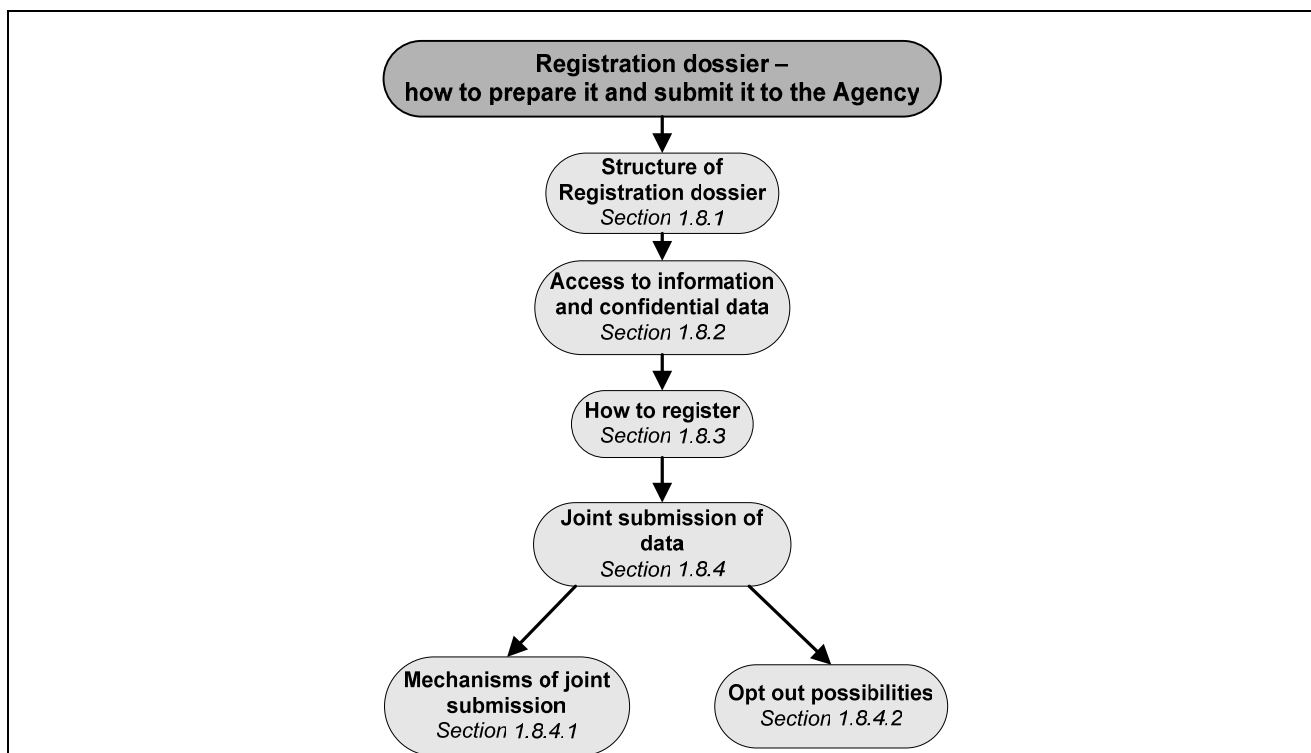 Registration dossier –
how to prepare it and submit it to the Agency
Structure of
Registration dossier
Section 1.8.1
Access to information
and confidential data
Section 1.8.2
How to register
Section 1.8.3
Joint submission of
data
Section 1.8.4
Mechanisms of joint
submission
Section 1.8.4.1
Opt out possibilities
Section 1.8.4.2